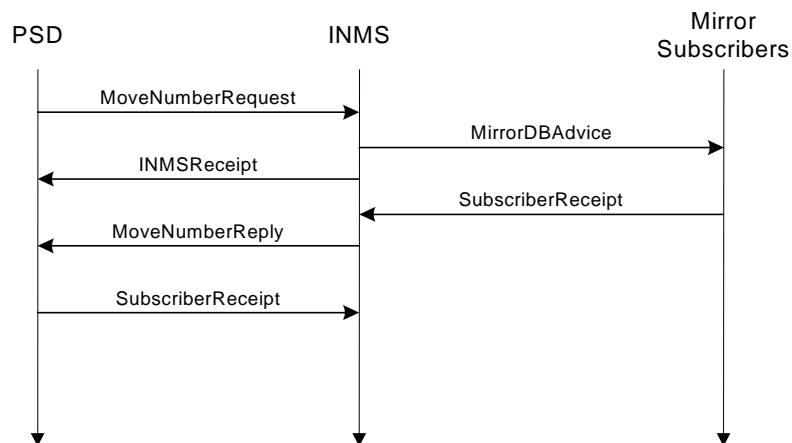 PSD
INMS
Mirror
Subscribers
MoveNumberRequest
MirrorDBAdvice
INMSReceipt
SubscriberReceipt
MoveNumberReply
SubscriberReceipt